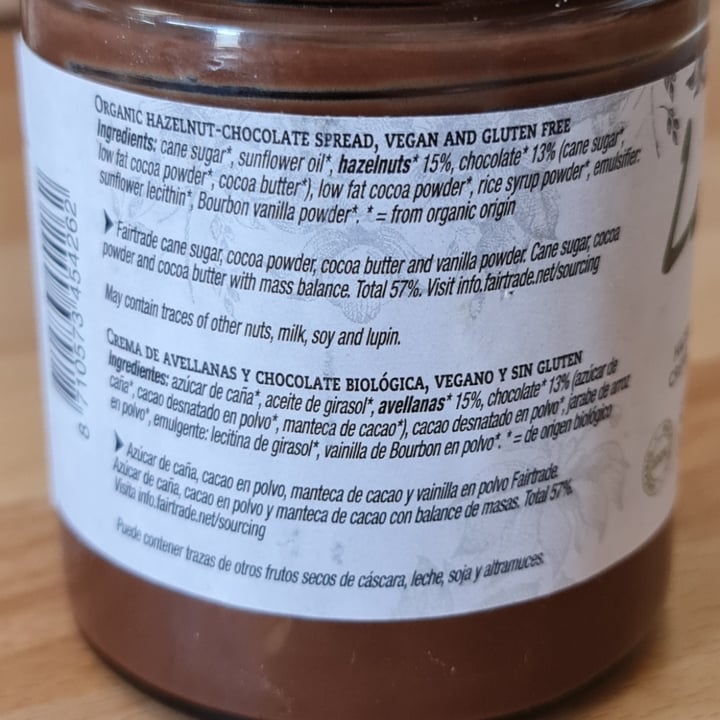 ORGANIC HAZELNUT-CHOCOLATE SPREAD, VEGAN AND GLUTEN FREE
Ingredients: cane sugar*, sunflower oil*, hazelnuts* 15%, chocolate* 13% (cane sugar*,
low fat cocoa powder*, cocoa butter*), low fat cocoa powder*, rice syrup powder*, emulsifier:
sunflower lecithin*, Bourbon vanilla powder*. * = from organic origin
Fairtrade cane sugar, cocoa powder, cocoa butter and vanilla powder. Cane sugar, cocoa
powder and cocoa butter with mass balance. Total 57%. Visit info.fairtrade.net/sourcing
May contain traces of other nuts, milk, soy and lupin.
CREMA DE AVELLANAS Y CHOCOLATE BIOLÓGICA, VEGANO Y SIN GLUTEN
Ingredientes: azúcar de caña*, aceite de girasol*, avellanas* 15%, chocolate* 13% (azúcar de
caña*, cacao desnatado en polvo*, manteca de cacao*), cacao desnatado en polvo*, jarabe de arroz
en polvo*, emulgente: lecitina de girasol*, vainilla de Bourbon en polvo*. * = de origen biológico
Azúcar de caña, cacao en polvo, manteca de cacao y vainilla en polvo Fairtrade.
Azúcar de caña, cacao en polvo y manteca de cacao con balance de masas. Total 57%.
Visita info.fairtrade.net/sourcing
Puede contener trazas de otros frutos secos de cáscara, leche, soja y altramuces.
8 710573 454262